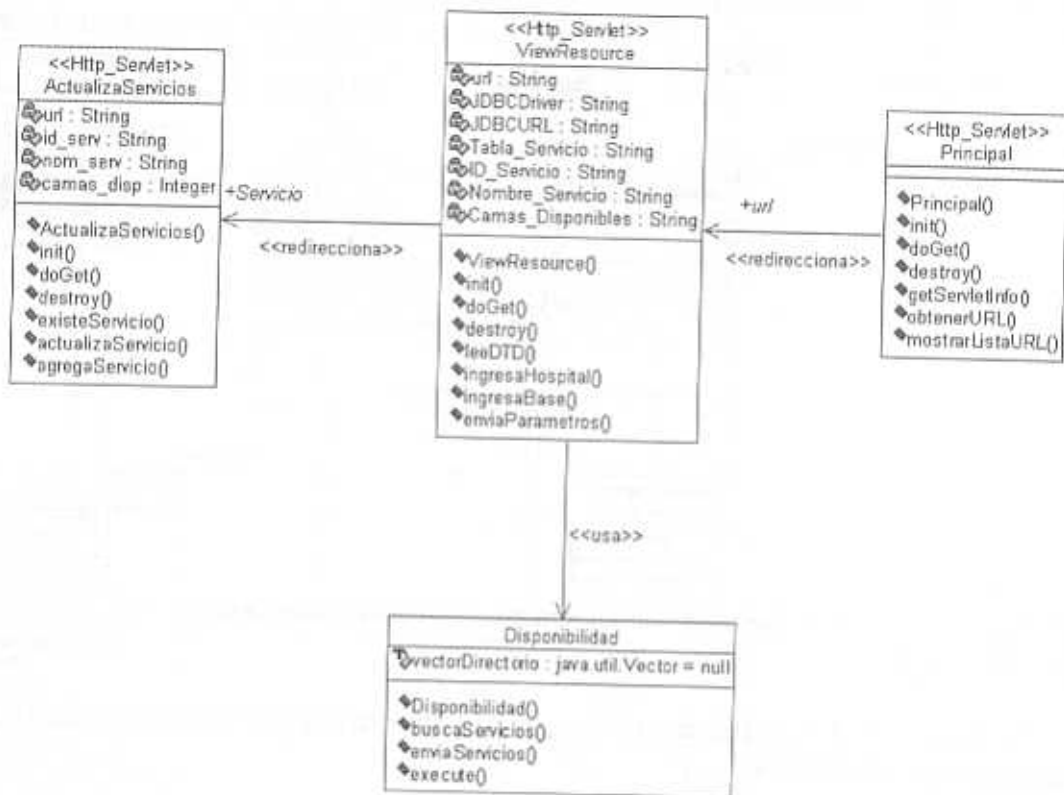 <<Http_Servlet>>
ActualizaServicios
url : String
id_serv : String
nom_serv : String
camas_disp : Integer
ActualizaServicios()
init()
doGet()
destroy()
existeServicio()
actualizaServicio()
agregaServicio()
+Servicio
<<redirecciona>>
<<Http_Servlet>>
ViewResource
url : String
JDBCDriver : String
JDBCURL : String
Tabla_Servicio : String
ID_Servicio : String
Nombre_Servicio : String
Camas_Disponibles : String
ViewResource()
init()
doGet()
destroy()
leeDTD()
ingresaHospital()
ingresaBase()
enviaParametros()
+url
<<redirecciona>>
<<Http_Servlet>>
Principal
Principal()
init()
doGet()
destroy()
getServletInfo()
obtenerURL()
mostrarListaURL()
<<usa>>
Disponibilidad
vectorDirectorio : java.util.Vector = null
Disponibilidad()
buscaServicios()
enviaServicios()
execute()